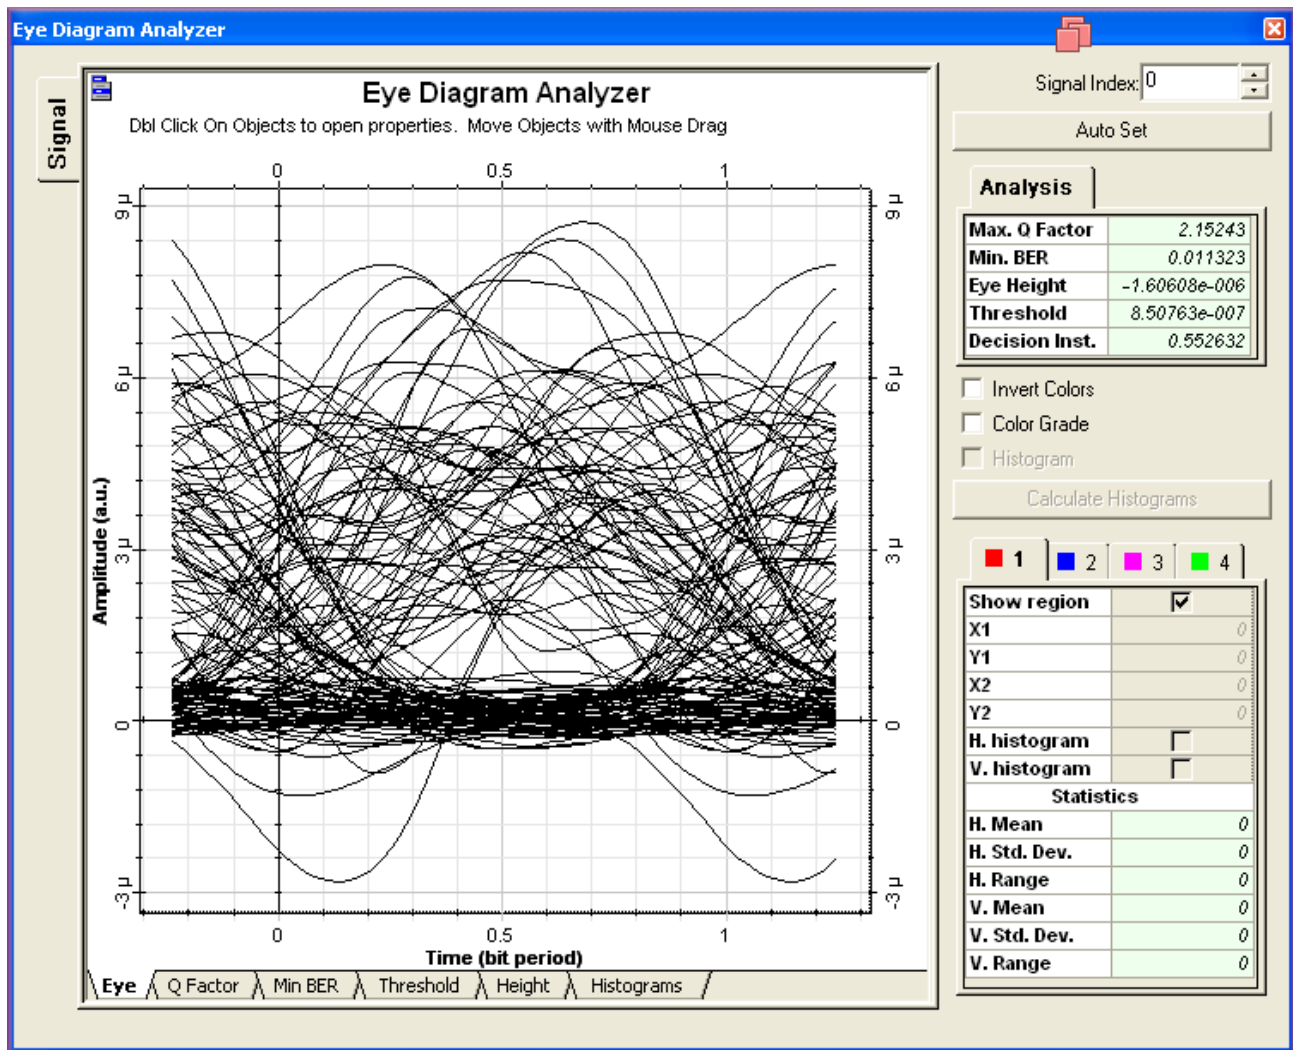 Eye Diagram Analyzer
Signal
Eye Diagram Analyzer
Dbl Click On Objects to open properties. Move Objects with Mouse Drag
0 0.5 1
9 µ 9 µ
6 µ 6 µ
3 µ 3 µ
0 0
-3 µ -3 µ
Amplitude (a.u.)
0 0.5 1
Time (bit period)
Eye Q Factor Min BER Threshold Height Histograms
Signal Index: 0
Auto Set
Analysis
Max. Q Factor 2.15243
Min. BER 0.011323
Eye Height -1.60608e-006
Threshold 8.50763e-007
Decision Inst. 0.552632
Invert Colors
Color Grade
Histogram
Calculate Histograms
1 2 3 4
Show region
X1 0
Y1 0
X2 0
Y2 0
H. histogram
V. histogram
Statistics
H. Mean 0
H. Std. Dev. 0
H. Range 0
V. Mean 0
V. Std. Dev. 0
V. Range 0